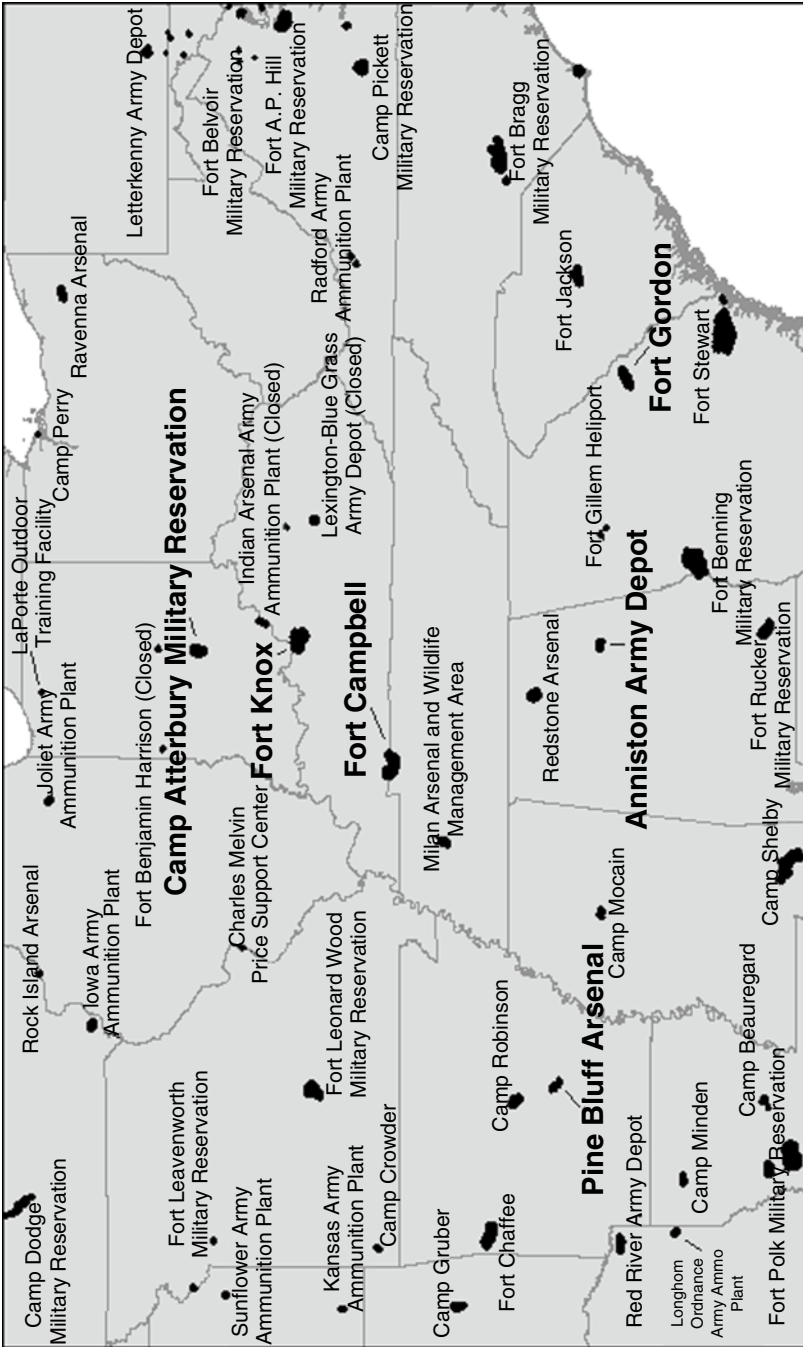 Camp Dodge
Military Reservation
Rock Island Arsenal
Iowa Army
Ammunition Plant
Joliet Army
Ammunition Plant
LaPorte Outdoor
Training Facility
Camp Perry
Ravenna Arsenal
Letterkenny Army Depot
Fort Leavenworth
Military Reservation
Sunflower Army
Ammunition Plant
Fort Benjamin Harrison (Closed)
Camp Atterbury Military Reservation
Charles Melvin
Price Support Center
Fort Knox
Indian Arsenal Army
Ammunition Plant (Closed)
Fort Belvoir
Military Reservation
Fort A.P. Hill
Military Reservation
Kansas Army
Ammunition Plant
Fort Leonard Wood
Military Reservation
Camp Crowder
Fort Campbell
Lexington-Blue Grass
Army Depot (Closed)
Radford Army
Ammunition Plant
Camp Pickett
Military Reservation
Camp Gruber
Fort Chaffee
Camp Robinson
Milan Arsenal and Wildlife
Management Area
Redstone Arsenal
Fort Bragg
Military Reservation
Pine Bluff Arsenal
Camp Mocain
Anniston Army Depot
Fort Gillem Heliport
Fort Jackson
Fort Gordon
Red River Army Depot
Longhorn
Ordnance
Army Ammo
Plant
Camp Minden
Fort Polk Military Reservation
Camp Beauregard
Camp Shelby
Fort Rucker
Military Reservation
Fort Benning
Military Reservation
Fort Stewart